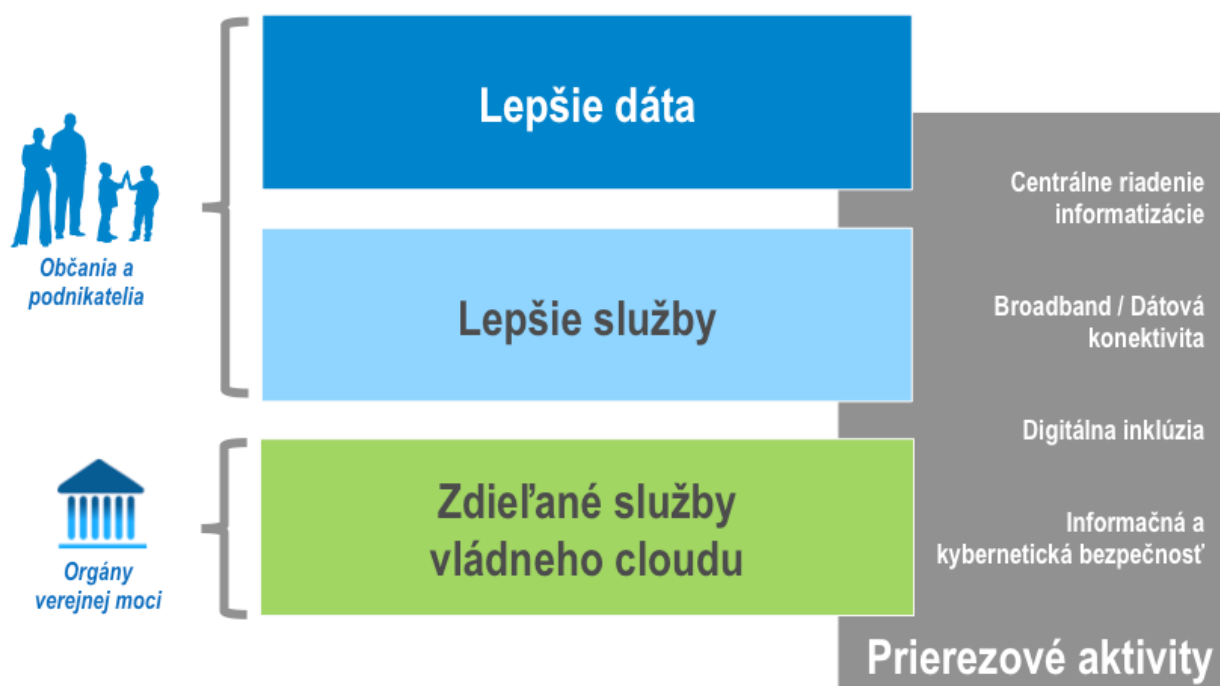 Občania a
podnikatelia
Orgány
verejnej moci
Lepšie dáta
Lepšie služby
Zdieľané služby
vládneho cloudu
Centrálne riadenie
informatizácie
Broadband / Dátová
konektivita
Digitálna inklúzia
Informačná a
kybernetická bezpečnosť
Prierezové aktivity